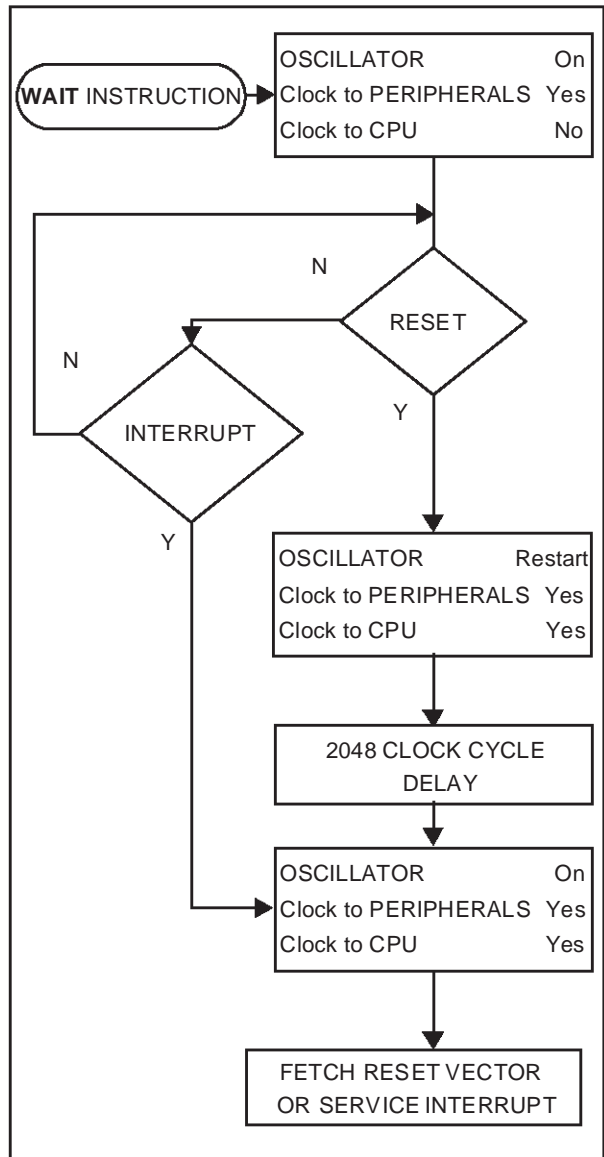 WAIT INSTRUCTION
OSCILLATOR On
Clock to PERIPHERALS Yes
Clock to CPU No
N
RESET
N
Y
INTERRUPT
Y
OSCILLATOR Restart
Clock to PERIPHERALS Yes
Clock to CPU Yes
2048 CLOCK CYCLE
DELAY
OSCILLATOR On
Clock to PERIPHERALS Yes
Clock to CPU Yes
FETCH RESET VECTOR
OR SERVICE INTERRUPT